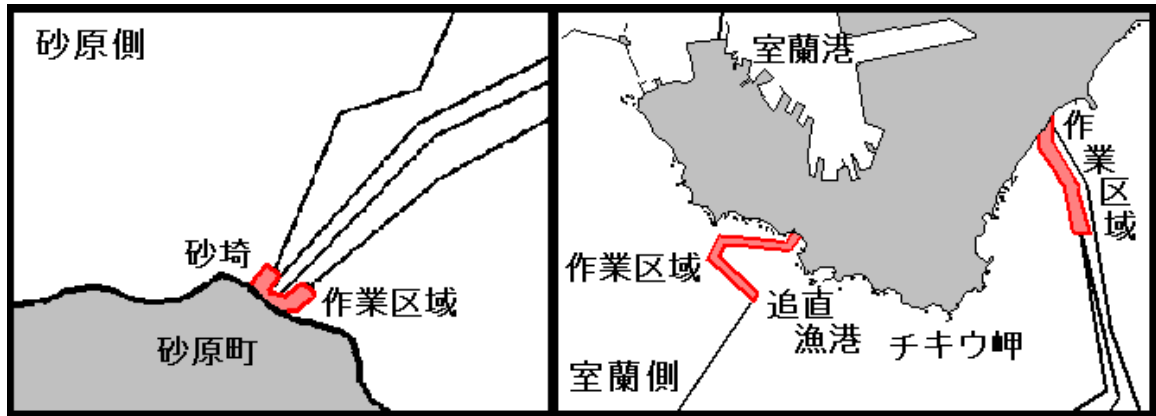 砂原側
砂埼
作業区域
砂原町
室蘭港
作業区域
作業区域
追直
漁港
チキウ岬
室蘭側